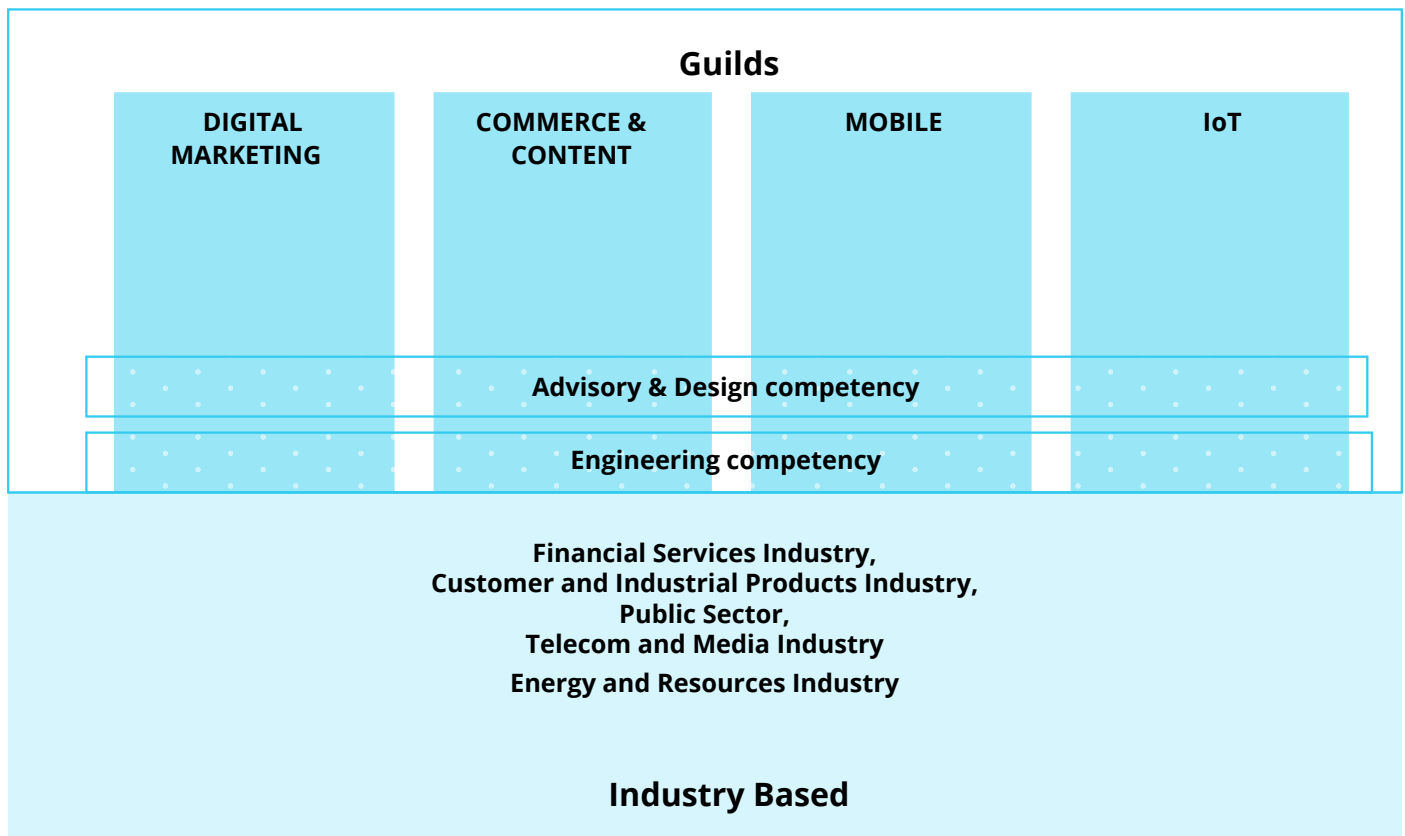 Guilds
DIGITAL
MARKETING
COMMERCE &
CONTENT
MOBILE
IoT
Advisory & Design competency
Engineering competency
Financial Services Industry,
Customer and Industrial Products Industry,
Public Sector,
Telecom and Media Industry
Energy and Resources Industry
Industry Based